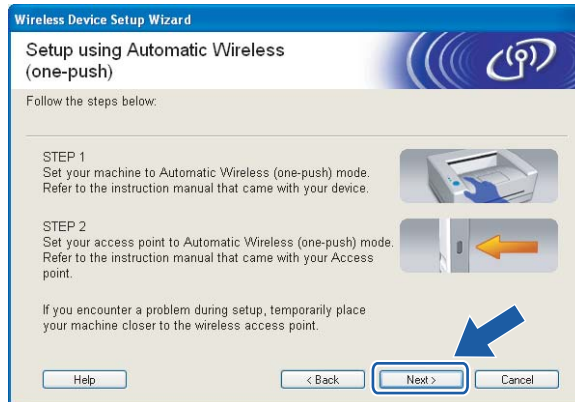 Wireless Device Setup Wizard
Setup using Automatic Wireless
(one-push)
Follow the steps below:
STEP 1
Set your machine to Automatic Wireless (one-push) mode.
Refer to the instruction manual that came with your device.
STEP 2
Set your access point to Automatic Wireless (one-push) mode.
Refer to the instruction manual that came with your Access
point.
If you encounter a problem during setup, temporarily place
your machine closer to the wireless access point.
Help
< Back
Next >
Cancel